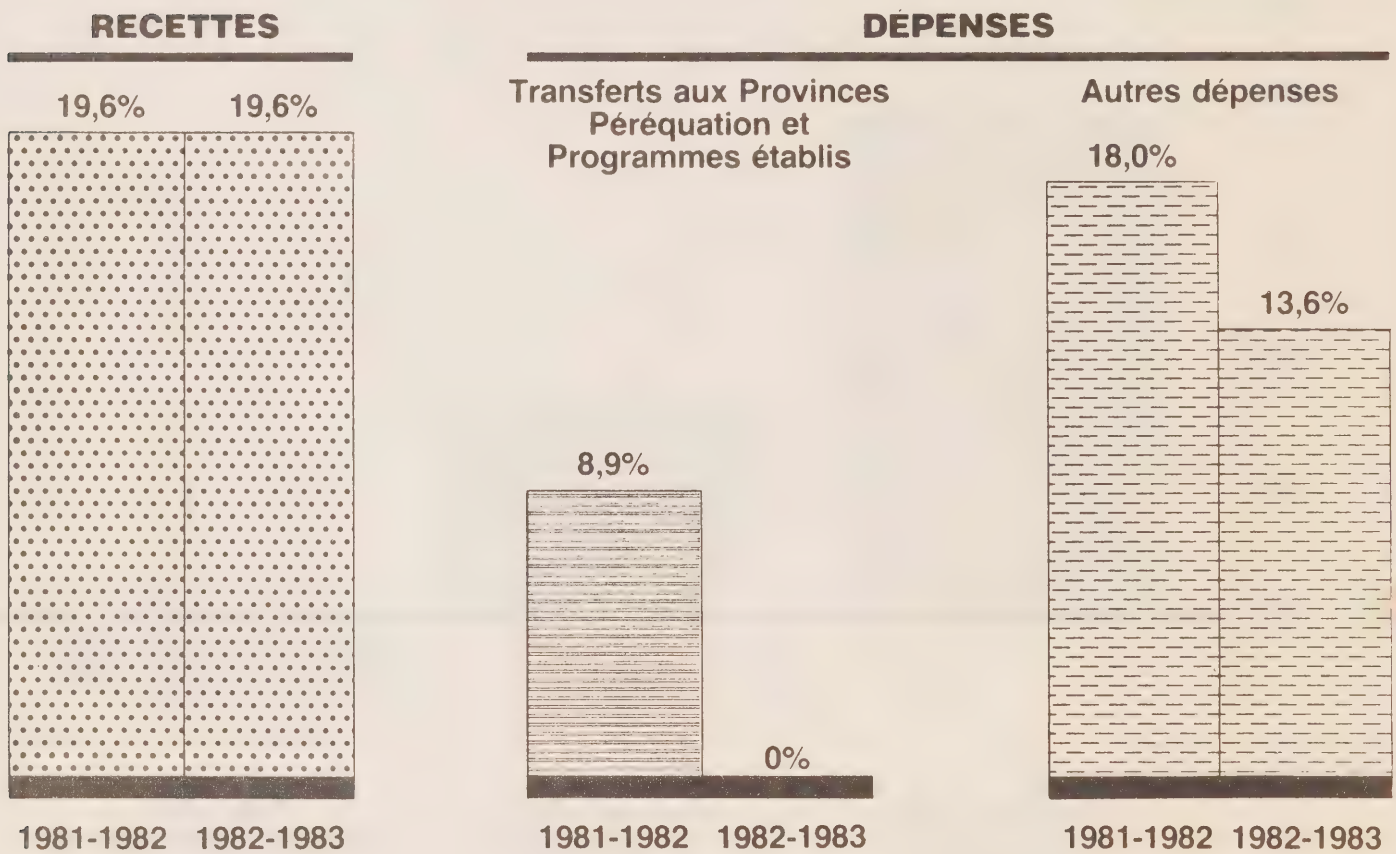 RECETTES
19,6% 19,6%
1981-1982 1982-1983
DÉPENSES
Transferts aux Provinces
Péréquation et
Programmes établis
8,9%
0%
1981-1982 1982-1983
Autres dépenses
18,0%
13,6%
1981-1982 1982-1983